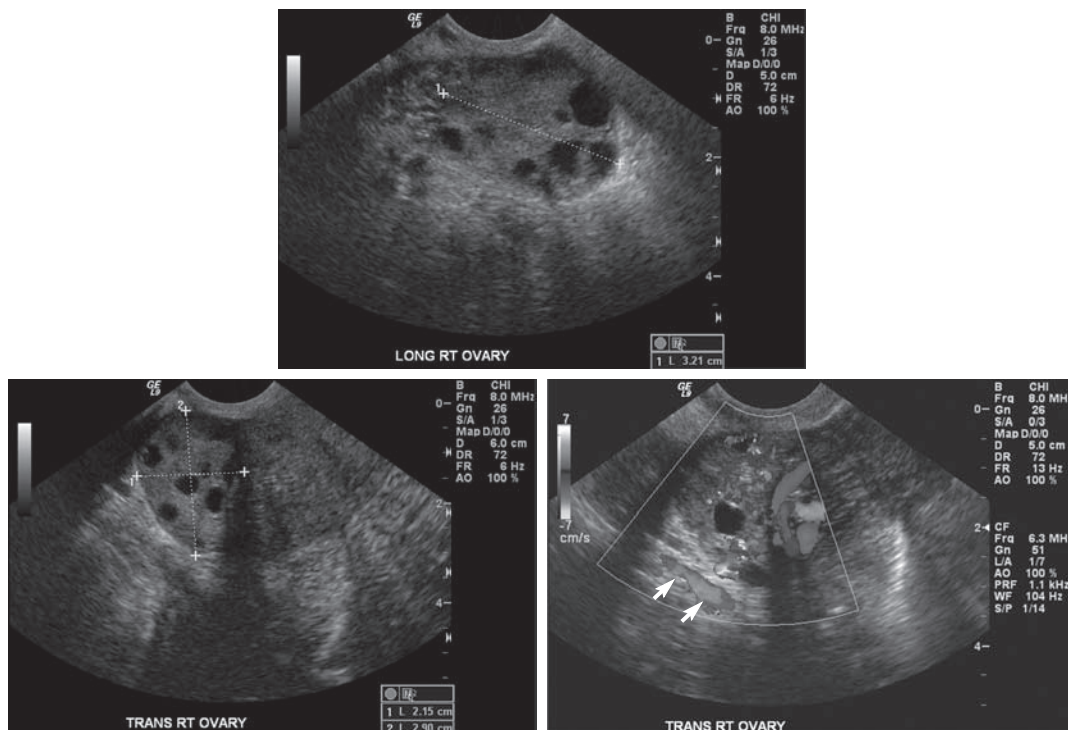 GE
L9
B CHI
Frq 8.0 MHz
Gn 26
S/A 1/3
Map D/0/0
D 5.0 cm
DR 72
FR 6 Hz
AO 100 %
0
2
4
1
LONG RT OVARY
1 L 3.21 cm
GE
L9
B CHI
Frq 8.0 MHz
Gn 26
S/A 1/3
Map D/0/0
D 6.0 cm
DR 72
FR 6 Hz
AO 100 %
0
2
4
2
1
TRANS RT OVARY
1 L 2.15 cm
2 L 2.90 cm
GE
L9
7
-7
cm/s
B CHI
Frq 8.0 MHz
Gn 26
S/A 0/3
Map D/0/0
D 5.0 cm
DR 72
FR 13 Hz
AO 100 %
CF
Frq 6.3 MH
Gn 51
L/A 1/7
AO 100 %
PRF 1.1 kHz
WF 104 Hz
S/P 1/14
0
2
4
TRANS RT OVARY